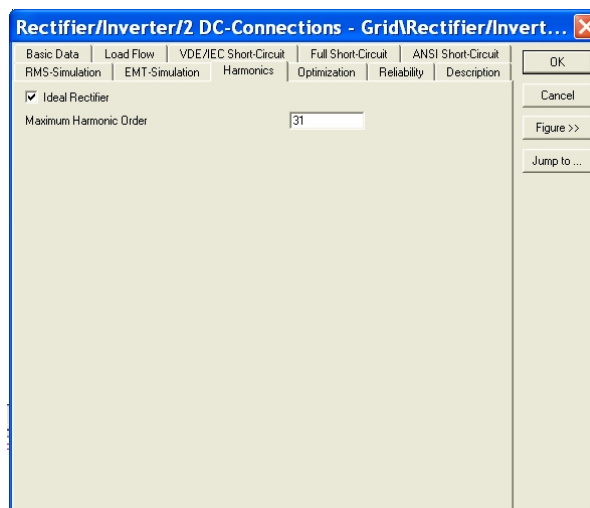 Rectifier/Inverter/2 DC-Connections - Grid\Rectifier/Invert...
Basic Data Load Flow VDE/IEC Short-Circuit Full Short-Circuit ANSI Short-Circuit
RMS-Simulation EMT-Simulation Harmonics Optimization Reliability Description
OK
Cancel
Figure >>
Jump to ...
Ideal Rectifier
Maximum Harmonic Order 31